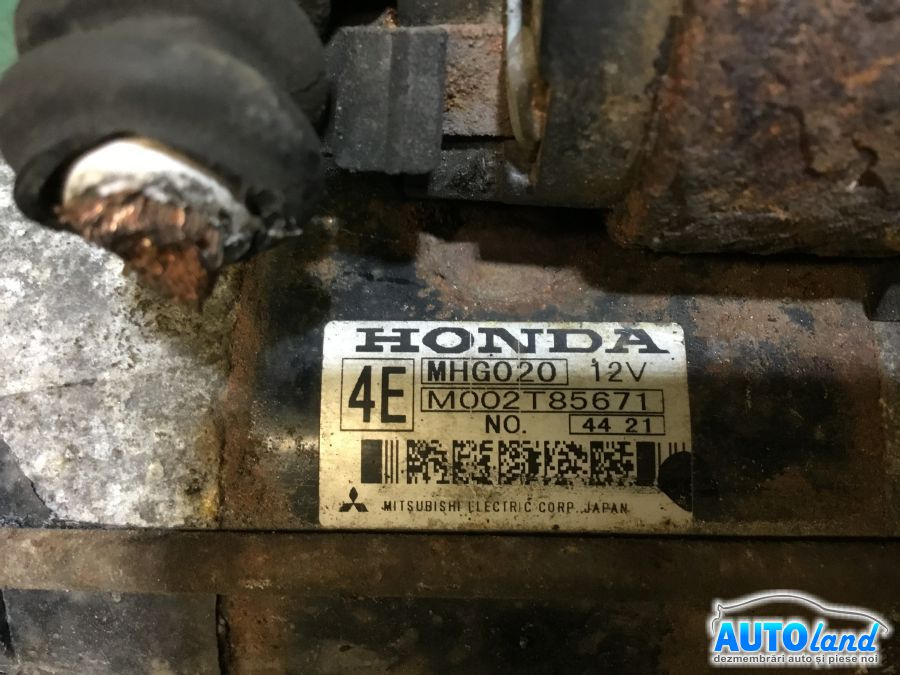 HONDA
4E MHG020 12V
M002T85671
NO. 44 21
MITSUBISHI ELECTRIC CORP., JAPAN
AUTOland
dezmembrări auto și piese noi